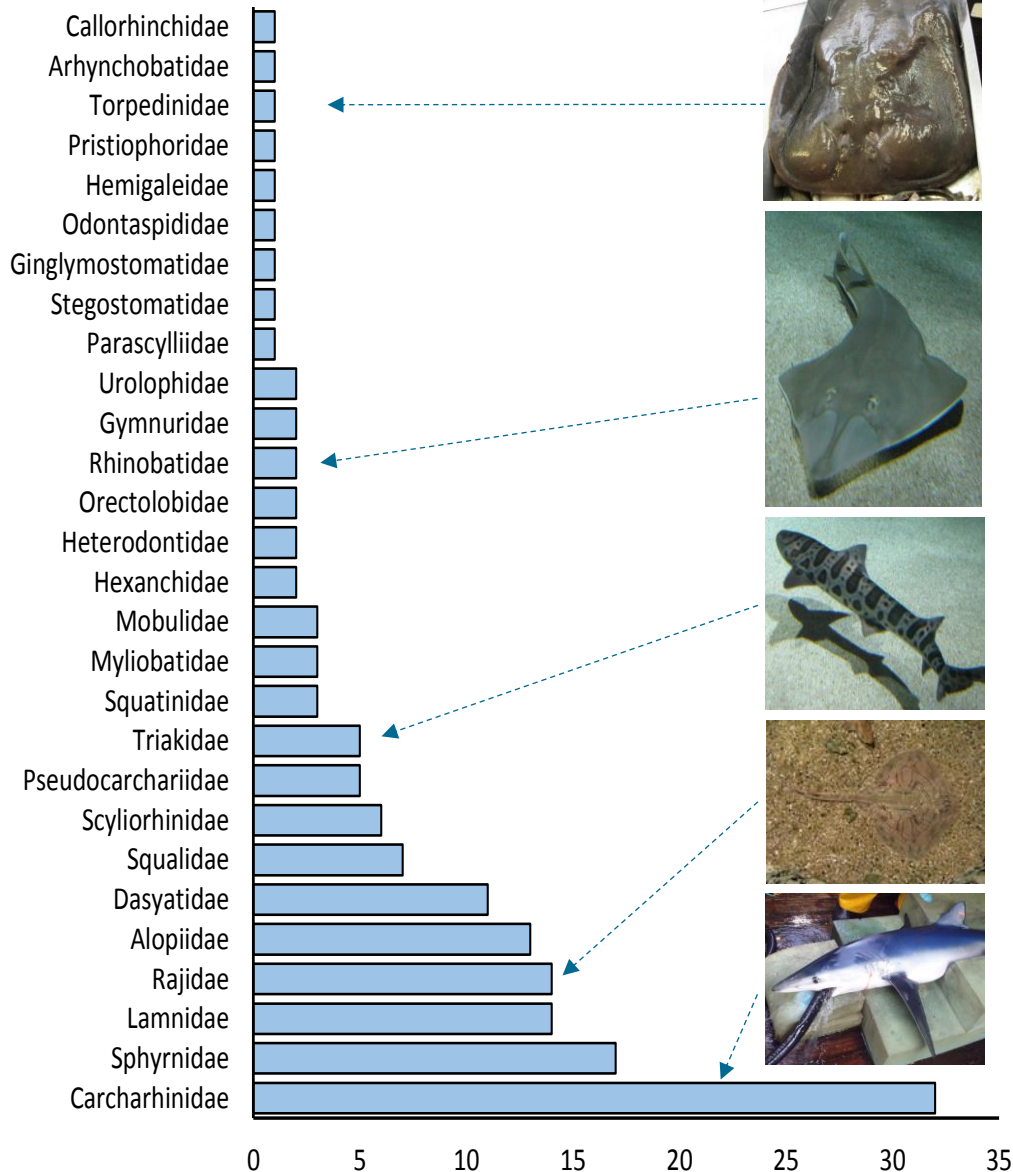 Callorhinchidae
Arhynchobatidae
Torpedinidae
Pristiophoridae
Hemigaleidae
Odontaspididae
Ginglymostomatidae
Stegostomatidae
Parascylliidae
Urolophidae
Gymnuridae
Rhinobatidae
Orectolobidae
Heterodontidae
Hexanchidae
Mobulidae
Myliobatidae
Squatinidae
Triakidae
Pseudocarchariidae
Scyliorhinidae
Squalidae
Dasyatidae
Alopiidae
Rajidae
Lamnidae
Sphyrnidae
Carcharhinidae
0 5 10 15 20 25 30 35